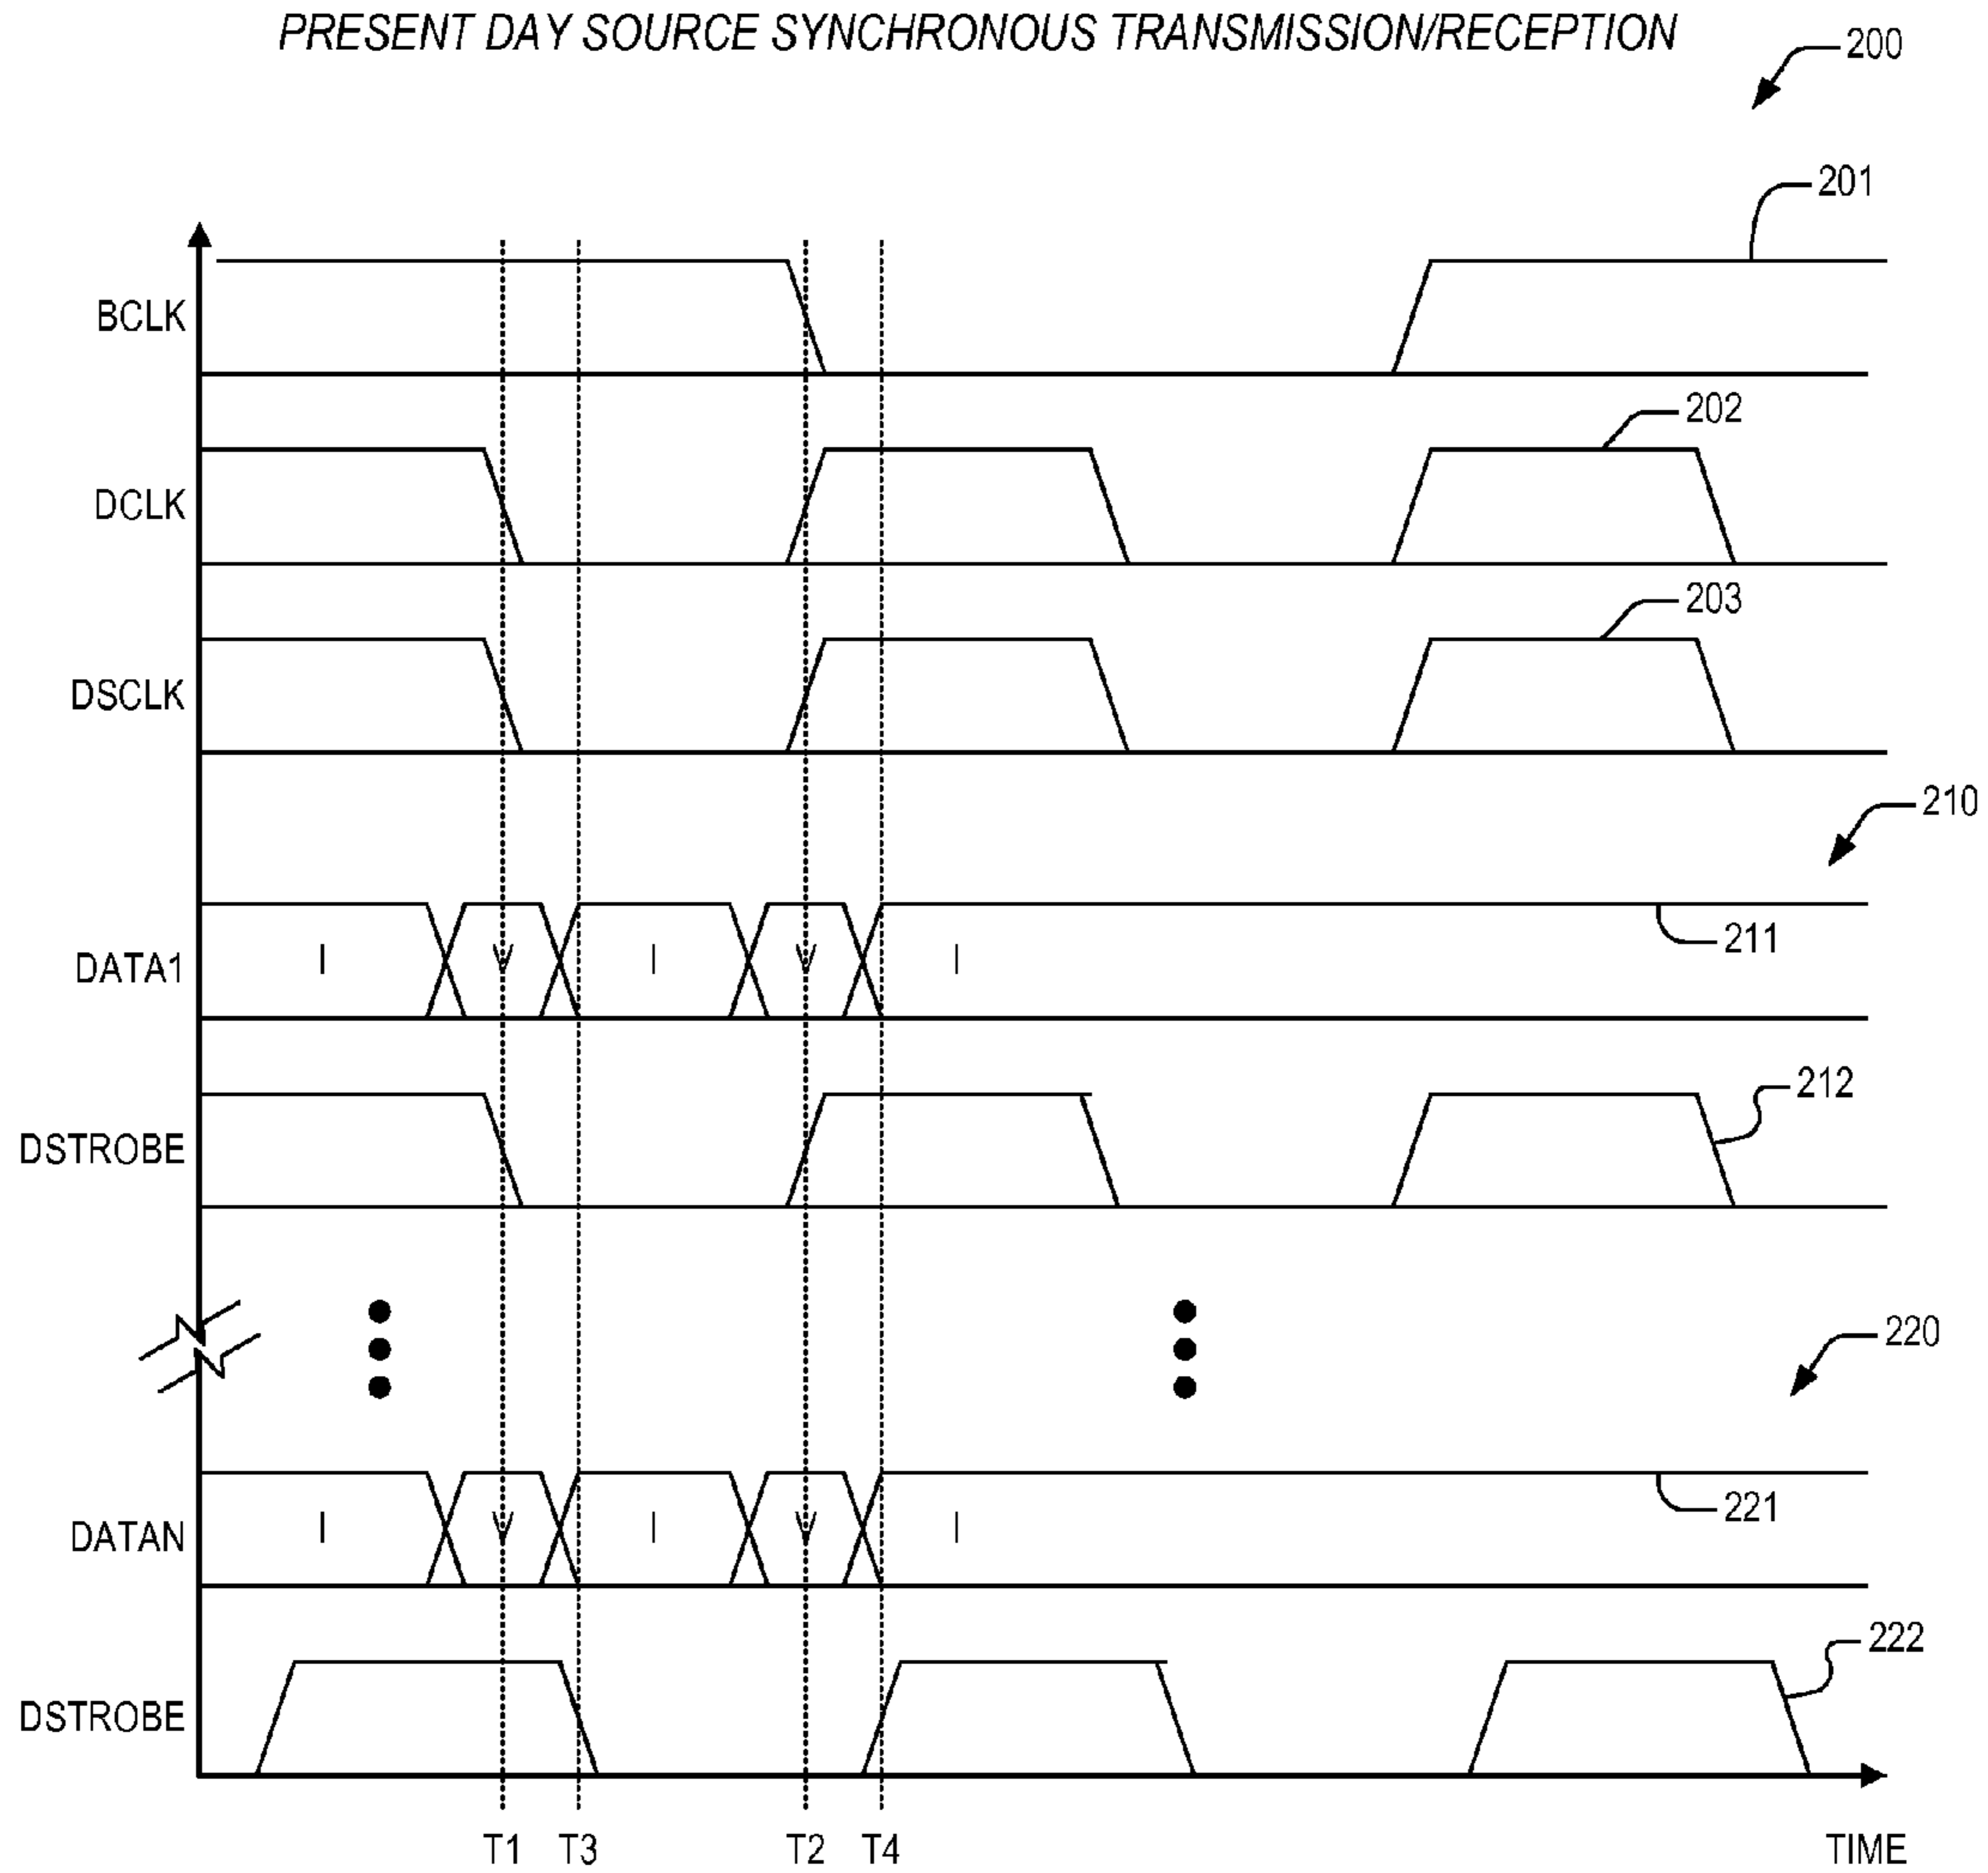 PRESENT DAY SOURCE SYNCHRONOUS TRANSMISSION/RECEPTION
200
201
BCLK
202
DCLK
203
DSCLK
210
211
DATA1 I V I V I
212
DSTROBE
220
221
DATAN I V I V I
222
DSTROBE
T1 T3 T2 T4 TIME